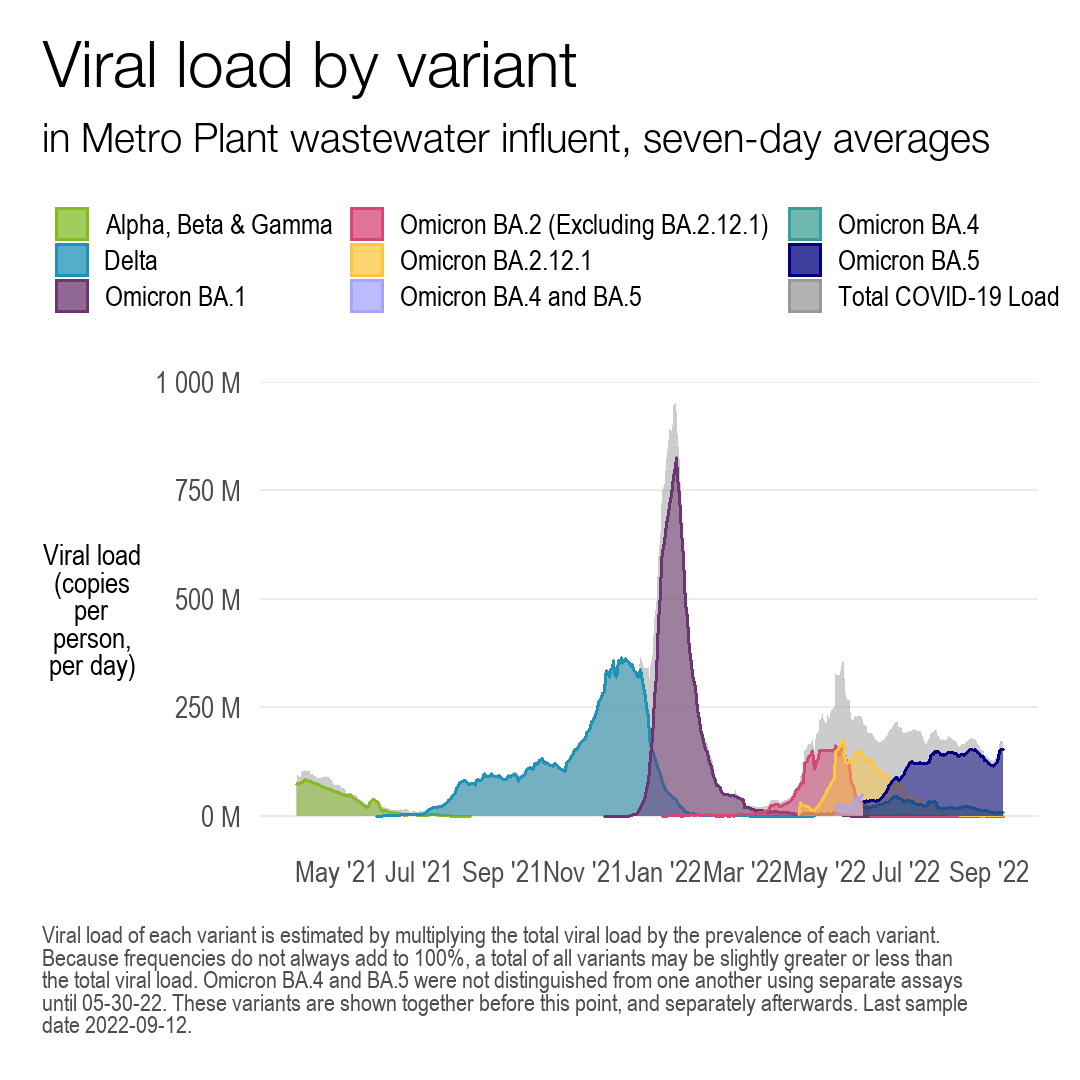 Viral load by variant
in Metro Plant wastewater influent, seven-day averages
Alpha, Beta & Gamma
Delta
Omicron BA.1
Omicron BA.2 (Excluding BA.2.12.1)
Omicron BA.2.12.1
Omicron BA.4 and BA.5
Omicron BA.4
Omicron BA.5
Total COVID-19 Load
1 000 M
750 M
500 M
250 M
0 M
Viral load
(copies
per
person,
per day)
May '21 Jul '21 Sep '21 Nov '21 Jan '22 Mar '22 May '22 Jul '22 Sep '22
Viral load of each variant is estimated by multiplying the total viral load by the prevalence of each variant.
Because frequencies do not always add to 100%, a total of all variants may be slightly greater or less than
the total viral load. Omicron BA.4 and BA.5 were not distinguished from one another using separate assays
until 05-30-22. These variants are shown together before this point, and separately afterwards. Last sample
date 2022-09-12.